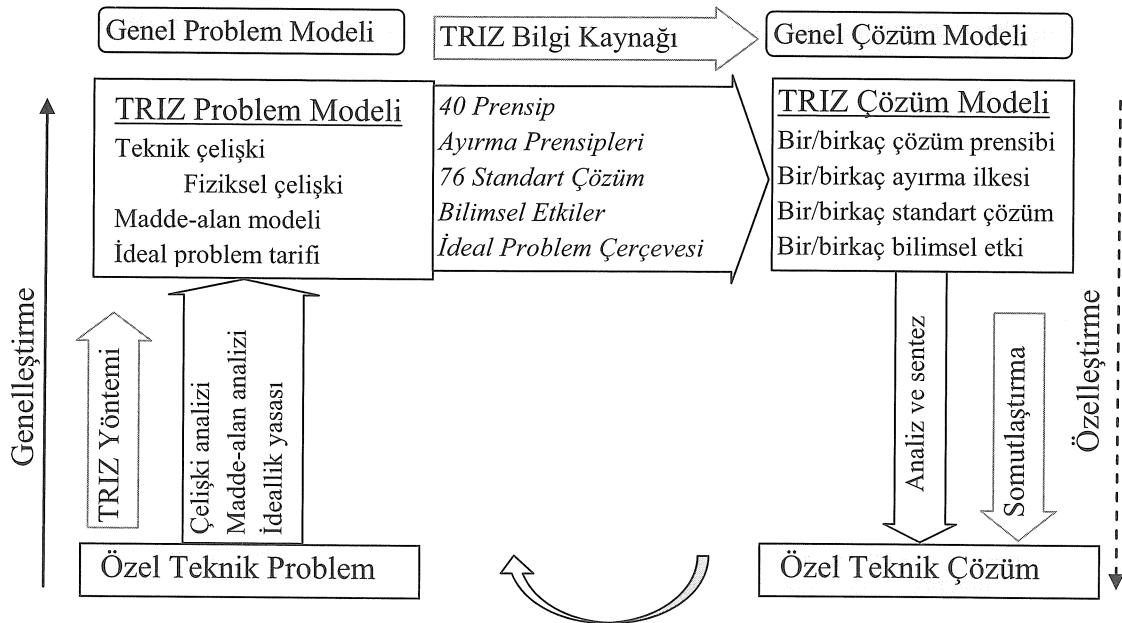 Genel Problem Modeli
TRIZ Bilgi Kaynağı
Genel Çözüm Modeli
TRIZ Problem Modeli
Teknik çelişki
Fiziksel çelişki
Madde-alan modeli
İdeal problem tarifi
40 Prensip
Ayırma Prensipleri
76 Standart Çözüm
Bilimsel Etkiler
İdeal Problem Çerçevesi
TRIZ Çözüm Modeli
Bir/birkaç çözüm prensibi
Bir/birkaç ayırma ilkesi
Bir/birkaç standart çözüm
Bir/birkaç bilimsel etki
Genelleştirme
TRIZ Yöntemi
Çelişki analizi
Madde-alan analizi
İdeallik yasası
Analiz ve sentez
Somutlaştırma
Özelleştirme
Özel Teknik Problem
Özel Teknik Çözüm